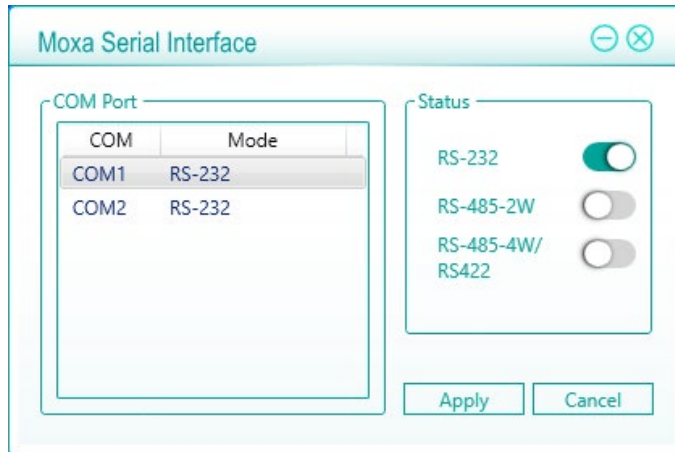 Moxa Serial Interface
COM Port
COM Mode
COM1 RS-232
COM2 RS-232
Status
RS-232
RS-485-2W
RS-485-4W/
RS422
Apply Cancel